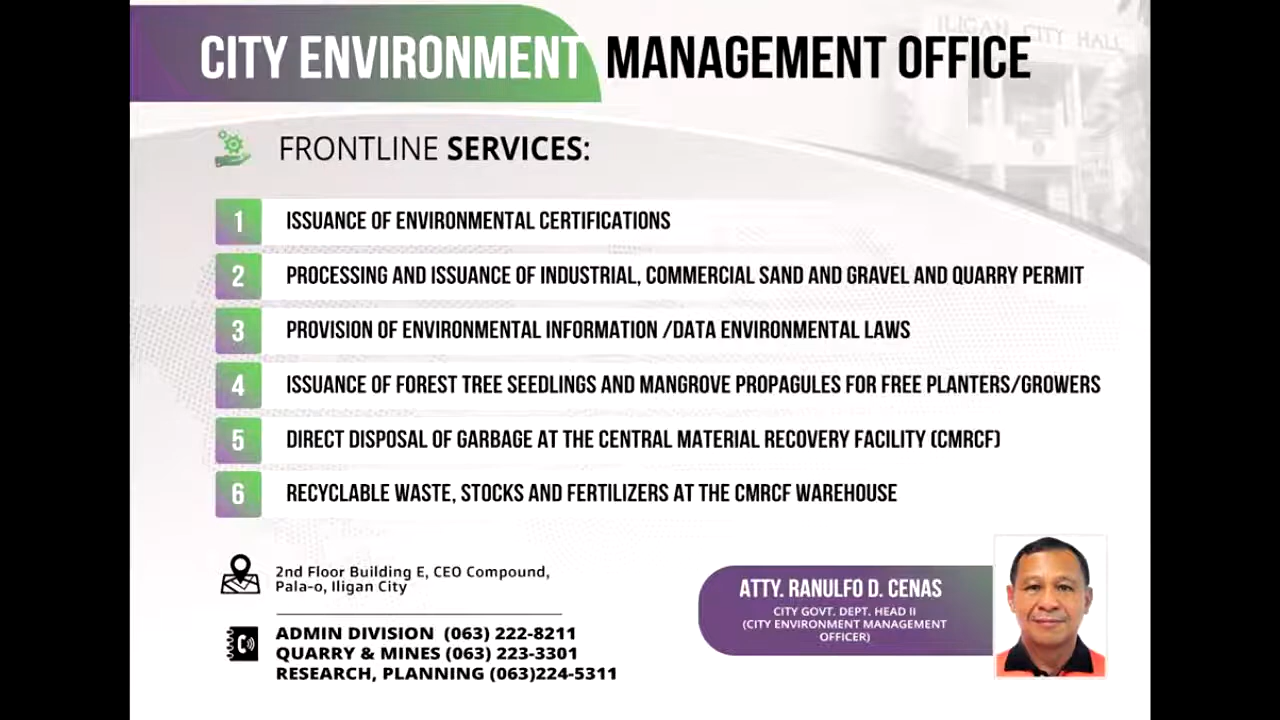 CITY ENVIRONMENT MANAGEMENT OFFICE
ILIGAN CITY HALL
FRONTLINE SERVICES:
1 ISSUANCE OF ENVIRONMENTAL CERTIFICATIONS
2 PROCESSING AND ISSUANCE OF INDUSTRIAL, COMMERCIAL SAND AND GRAVEL AND QUARRY PERMIT
3 PROVISION OF ENVIRONMENTAL INFORMATION /DATA ENVIRONMENTAL LAWS
4 ISSUANCE OF FOREST TREE SEEDLINGS AND MANGROVE PROPAGULES FOR FREE PLANTERS/GROWERS
5 DIRECT DISPOSAL OF GARBAGE AT THE CENTRAL MATERIAL RECOVERY FACILITY (CMRCF)
6 RECYCLABLE WASTE, STOCKS AND FERTILIZERS AT THE CMRCF WAREHOUSE
2nd Floor Building E, CEO Compound,
Pala-o, Iligan City
ADMIN DIVISION (063) 222-8211
QUARRY & MINES (063) 223-3301
RESEARCH, PLANNING (063)224-5311
ATTY. RANULFO D. CENAS
CITY GOVT. DEPT. HEAD II
(CITY ENVIRONMENT MANAGEMENT
OFFICER)